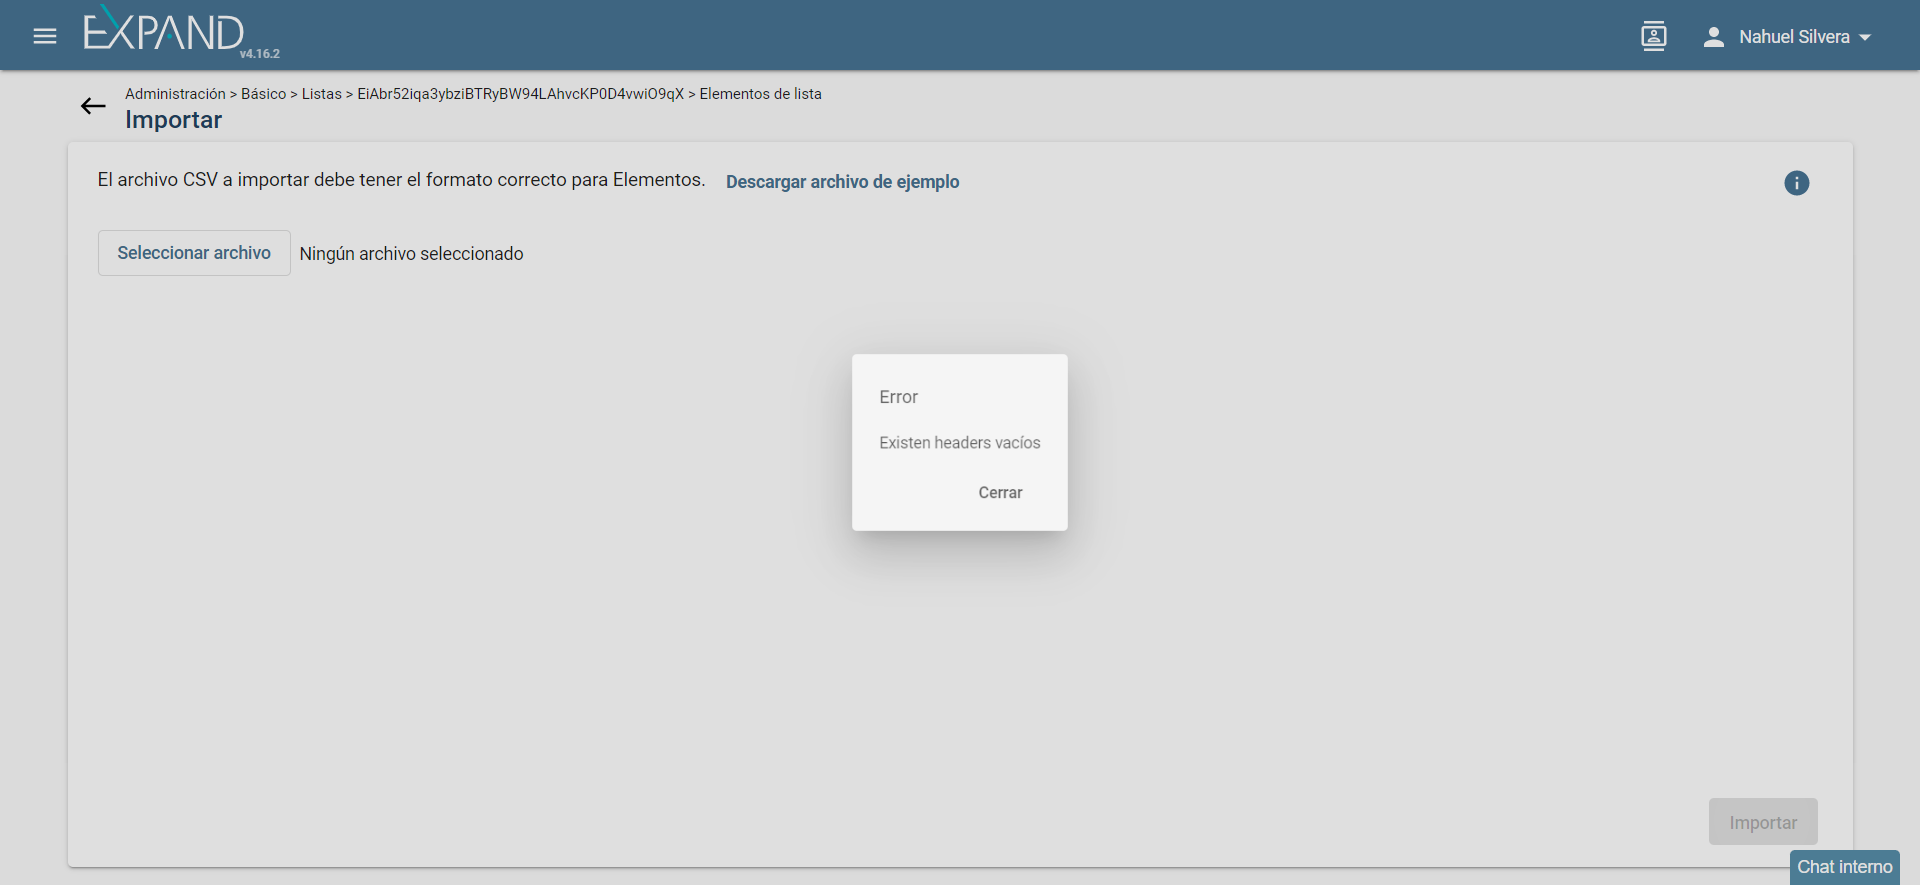 EXPAND
v4.16.2
Nahuel Silvera
Administración > Básico > Listas > EiAbr52iqa3ybziBTRyBW94LAhvcKP0D4vwiO9qX > Elementos de lista
Importar
El archivo CSV a importar debe tener el formato correcto para Elementos. Descargar archivo de ejemplo
Seleccionar archivo Ningún archivo seleccionado
Error
Existen headers vacíos
Cerrar
Importar
Chat interno